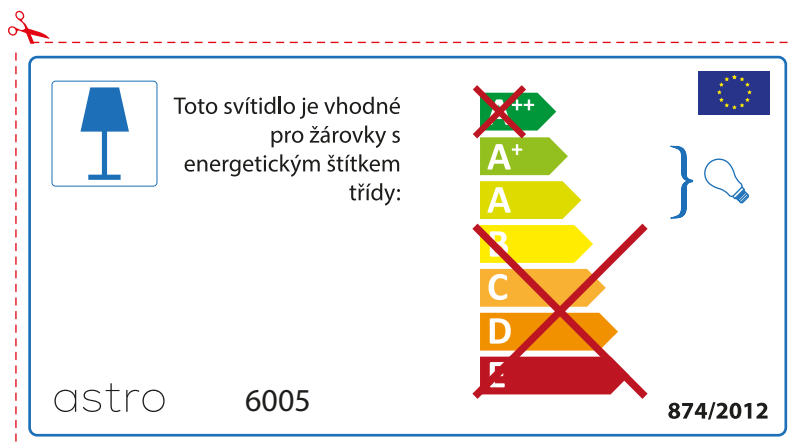 Toto svítidlo je vhodné
pro žárovky s
energetickým štítkem
třídy:
A++
A+
A
B
C
D
E
astro
6005
874/2012